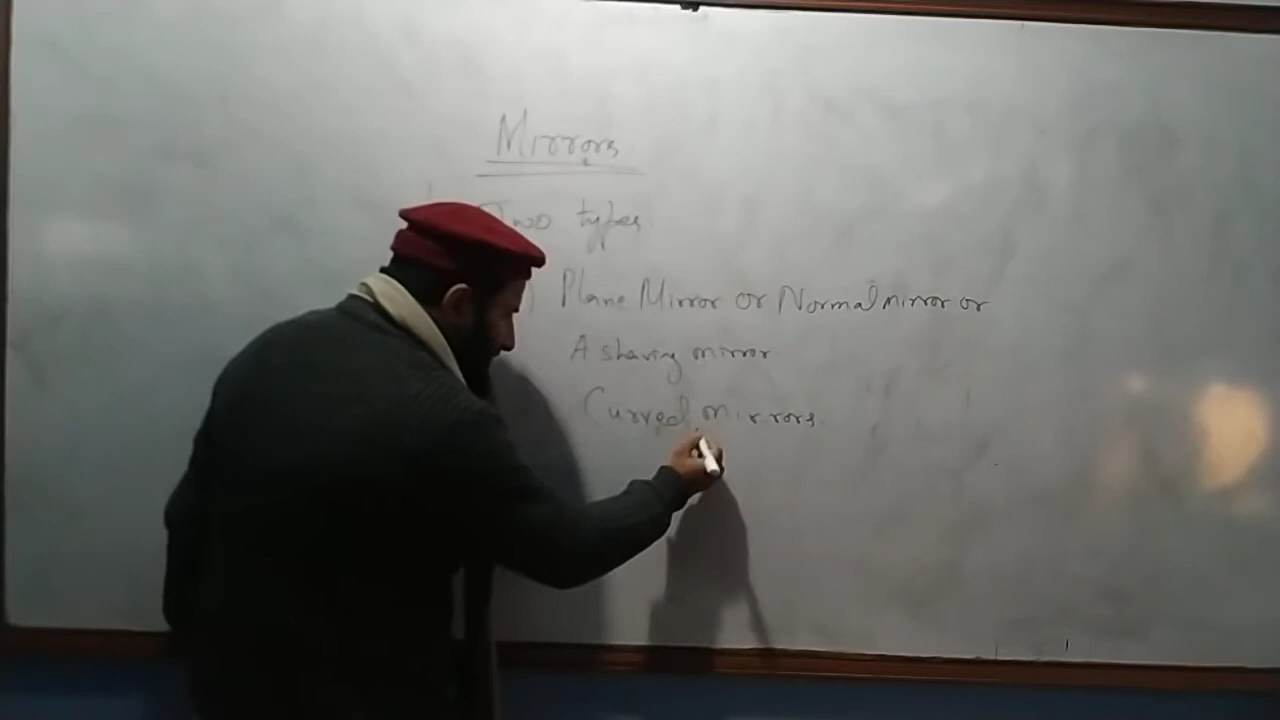 Mirrors
Two types
) Plane Mirror or Normal mirror or
A shaving mirror
Curved mirrors